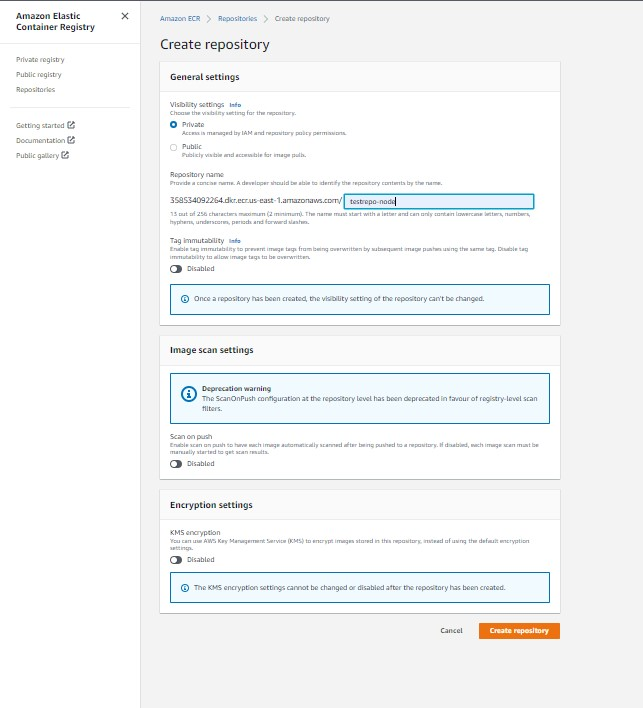 Amazon Elastic
Container Registry
Private registry
Public registry
Repositories
Getting started
Documentation
Public gallery
Amazon ECR > Repositories > Create repository
Create repository
General settings
Visibility settings Info
Choose the visibility setting for the repository.
Private
Access is managed by IAM and repository policy permissions.
Public
Publicly visible and accessible for image pulls.
Repository name
Provide a concise name. A developer should be able to identify the repository contents by the name.
358534092264.dkr.ecr.us-east-1.amazonaws.com/ testrepo-node
13 out of 256 characters maximum (2 minimum). The name must start with a letter and can only contain lowercase letters, numbers,
hyphens, underscores, periods and forward slashes.
Tag immutability Info
Enable tag immutability to prevent image tags from being overwritten by subsequent image pushes using the same tag. Disable tag
immutability to allow image tags to be overwritten.
Disabled
Once a repository has been created, the visibility setting of the repository can't be changed.
Image scan settings
Deprecation warning
The ScanOnPush configuration at the repository level has been deprecated in favour of registry-level scan
filters.
Scan on push
Enable scan on push to have each image automatically scanned after being pushed to a repository. If disabled, each image scan must be
manually started to get scan results.
Disabled
Encryption settings
KMS encryption
You can use AWS Key Management Service (KMS) to encrypt images stored in this repository, instead of using the default encryption
settings.
Disabled
The KMS encryption settings cannot be changed or disabled after the repository has been created.
Cancel
Create repository